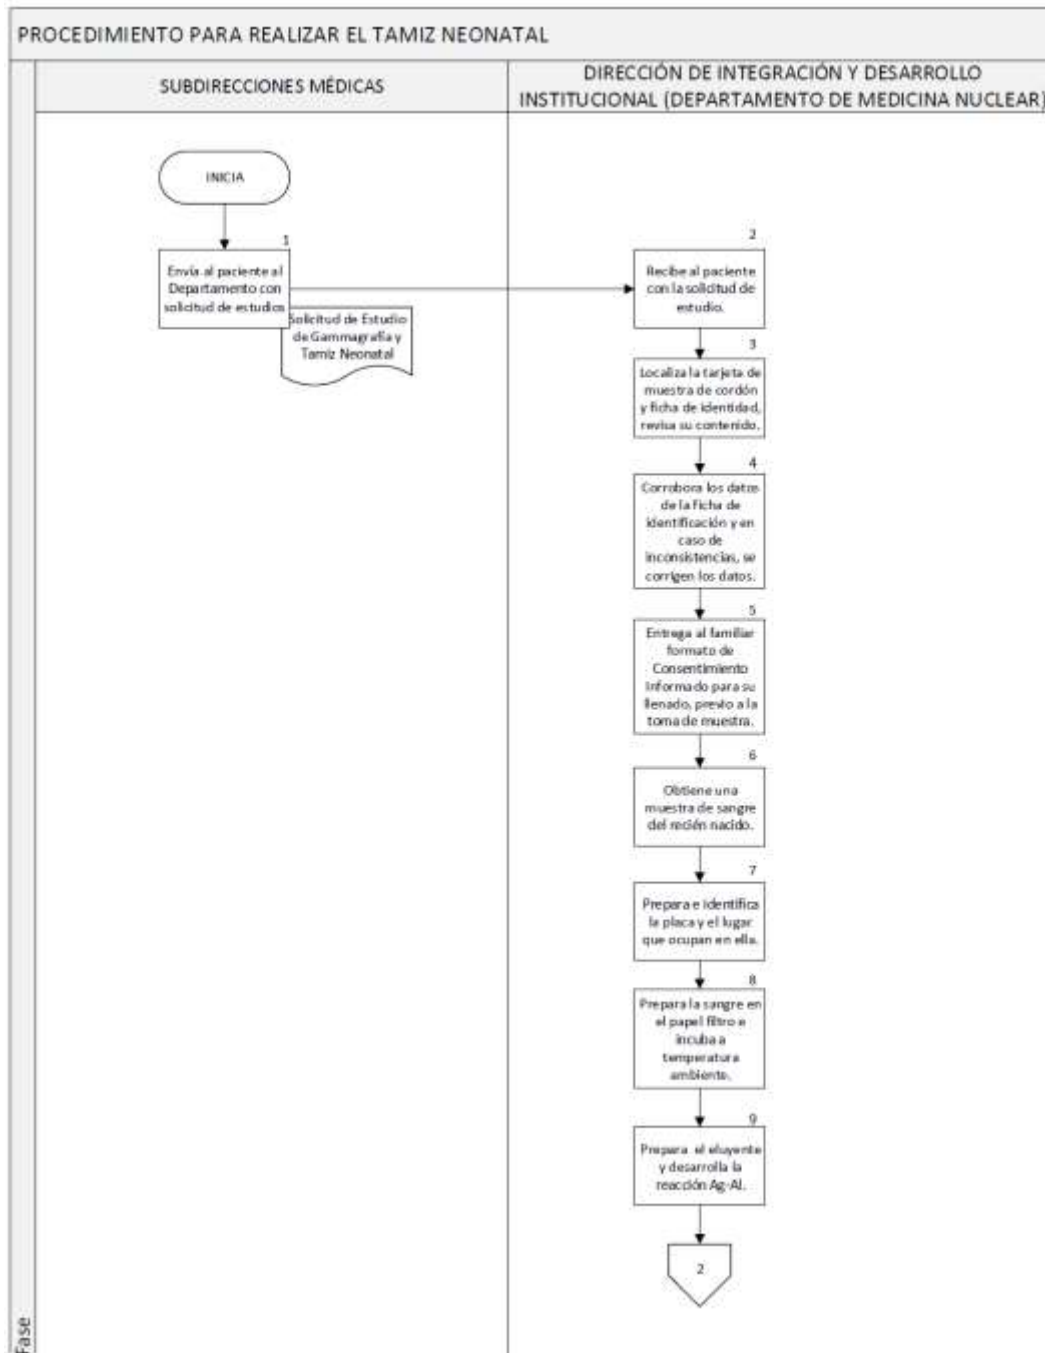 PROCEDIMIENTO PARA REALIZAR EL TAMIZ NEONATAL
SUBDIRECCIONES MÉDICAS
DIRECCIÓN DE INTEGRACIÓN Y DESARROLLO
INSTITUCIONAL (DEPARTAMENTO DE MEDICINA NUCLEAR)
INICIA
1
Envía al paciente al
Departamento con
solicitud de estudios
Solicitud de Estudio
de Gammagrafía y
Tamiz Neonatal
2
Recibe al paciente
con la solicitud de
estudio.
3
Localiza la tarjeta de
muestra de cordón
y ficha de identidad,
revisa su contenido.
4
Corrobora los datos
de la ficha de
identificación y en
caso de
inconsistencias, se
corrigen los datos.
5
Entrega al familiar
formato de
Consentimiento
Informado para su
llenado, previo a la
toma de muestra.
6
Obtiene una
muestra de sangre
del recién nacido.
7
Prepara e identifica
la placa y el lugar
que ocupan en ella.
8
Prepara la sangre en
el papel filtro e
incuba a
temperatura
ambiente.
9
Prepara el eluyente
y desarrolla la
reacción Ag-AJ.
2
Fase